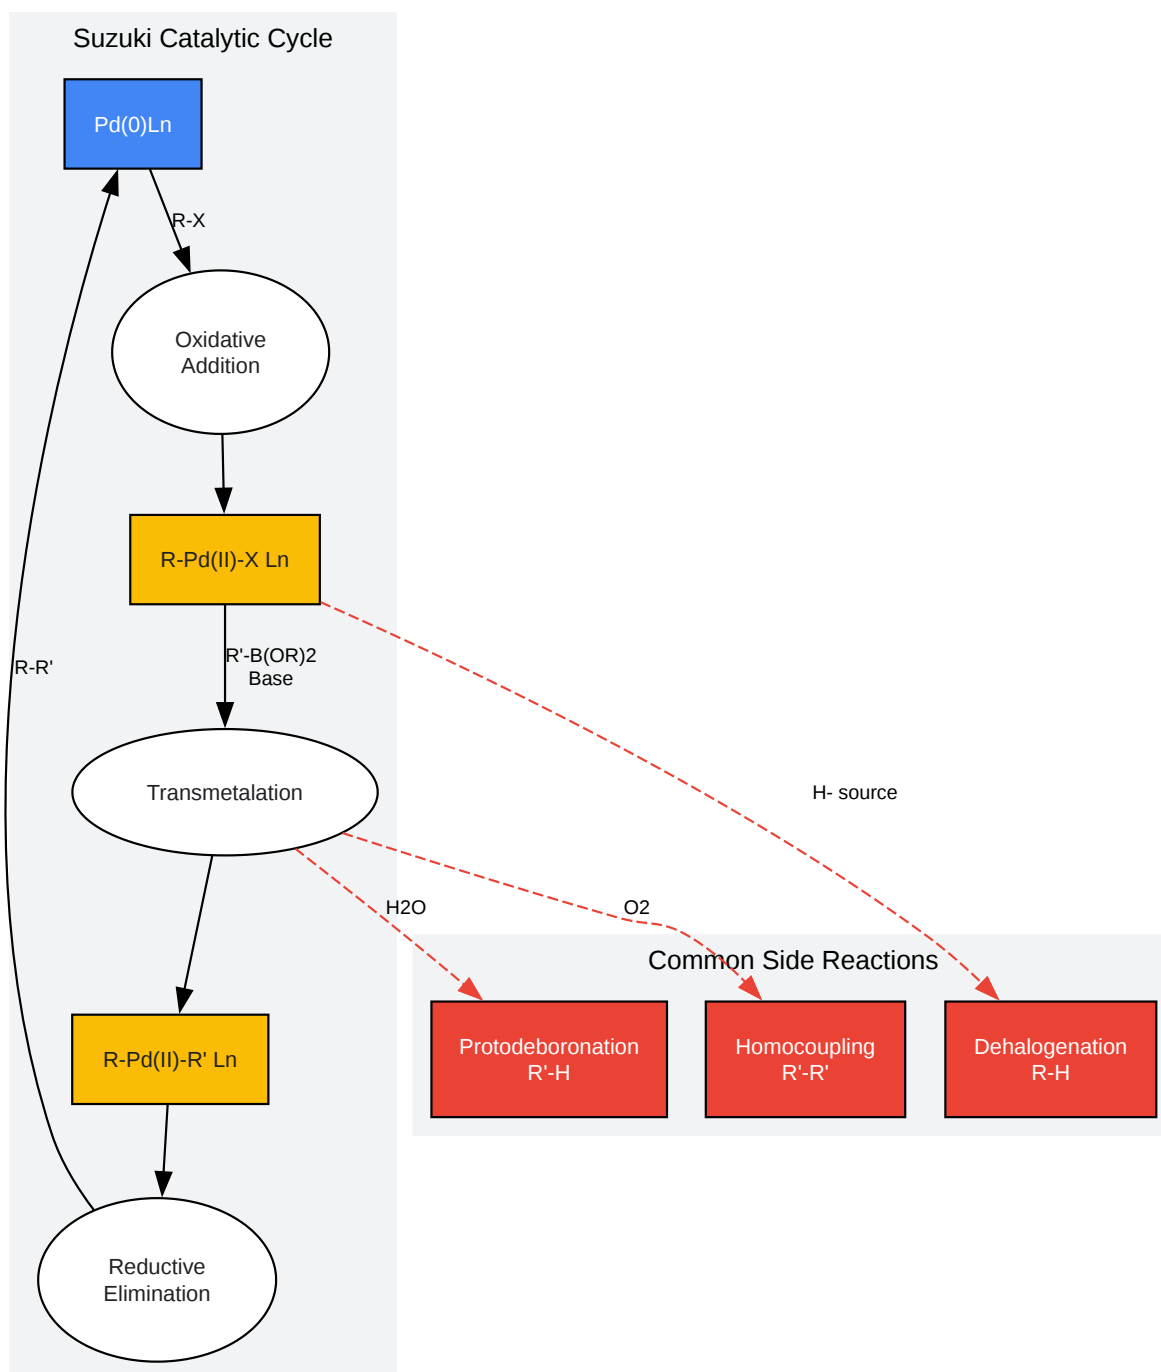 Suzuki Catalytic Cycle
Pd(0)Ln
R-X
Oxidative
Addition
R-Pd(II)-X Ln
R'-B(OR)2
Base
R-R'
Transmetalation
H- source
H2O
O2
Common Side Reactions
Protodeboronation
R'-H
Homocoupling
R'-R'
Dehalogenation
R-H
R-Pd(II)-R' Ln
Reductive
Elimination